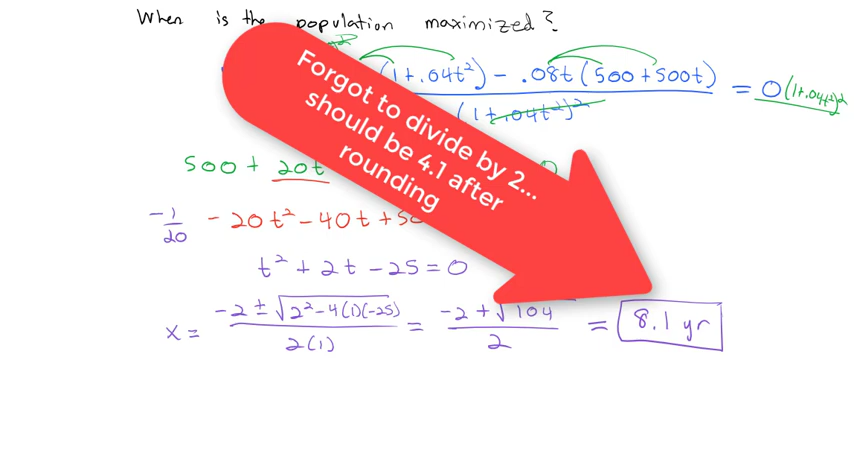 When is the population maximized?
(1+.04t²) - .08t (500+500t)
(1+.04t²)²
= 0 (1+.04t²)²
500 + 20t
0
-1/20 - 20t² - 40t + 50
t² + 2t - 25 = 0
x = (-2 ± √(2² - 4(1)(-25)))/(2(1)) = (-2 + √104)/2 = 8.1 yr
Forgot to divide by 2...
should be 4.1 after
rounding